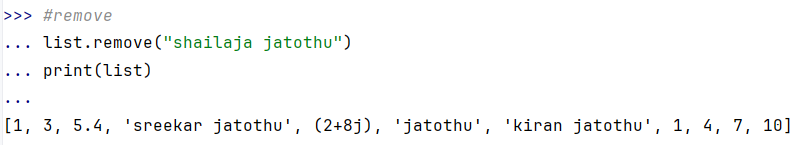 >>> #remove
... list.remove("shailaja jatothu")
... print(list)
...
[1, 3, 5.4, 'sreekar jatothu', (2+8j), 'jatothu', 'kiran jatothu', 1, 4, 7, 10]